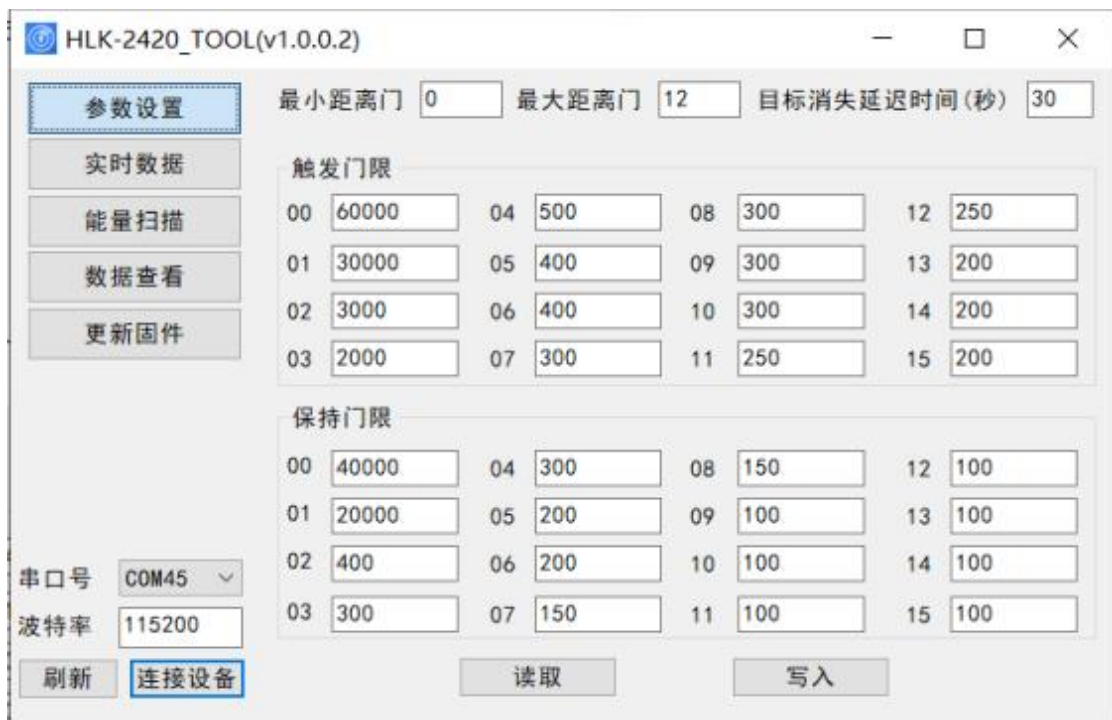 HLK-2420_TOOL(v1.0.0.2)
参数设置
实时数据
能量扫描
数据查看
更新固件
最小距离门 0 最大距离门 12 目标消失延迟时间(秒) 30
触发门限
00 60000 04 500 08 300 12 250
01 30000 05 400 09 300 13 200
02 3000 06 400 10 300 14 200
03 2000 07 300 11 250 15 200
保持门限
00 40000 04 300 08 150 12 100
01 20000 05 200 09 100 13 100
02 400 06 200 10 100 14 100
03 300 07 150 11 100 15 100
串口号 COM45
波特率 115200
刷新 连接设备
读取 写入